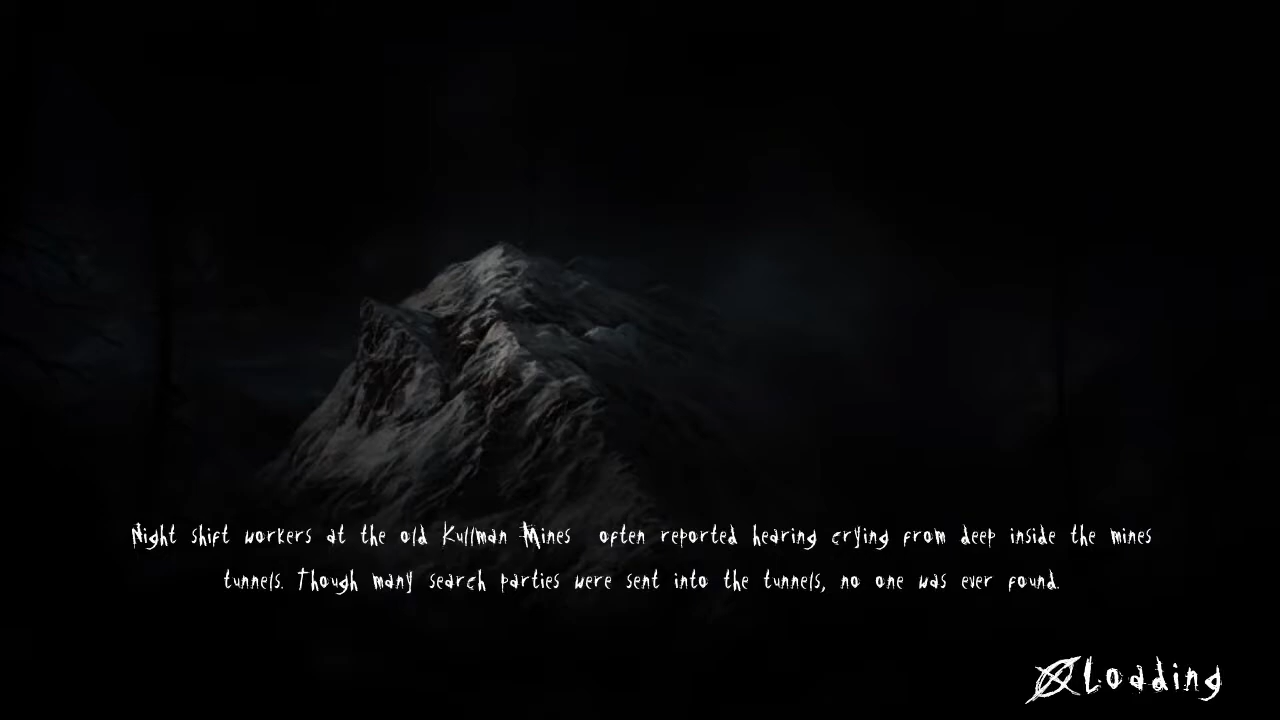 Night shift workers at the old Kullman Mines often reported hearing crying from deep inside the mines
tunnels. Though many search parties were sent into the tunnels, no one was ever found.
Loading